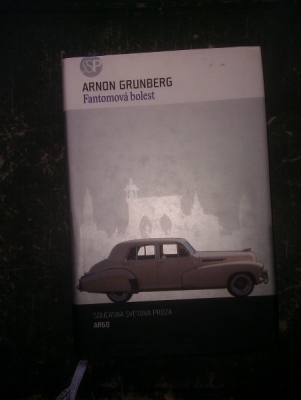 SSP
ARNON GRUNBERG
Fantomová bolest
SOUČASNÁ SVĚTOVÁ PRÓZA
ARGO